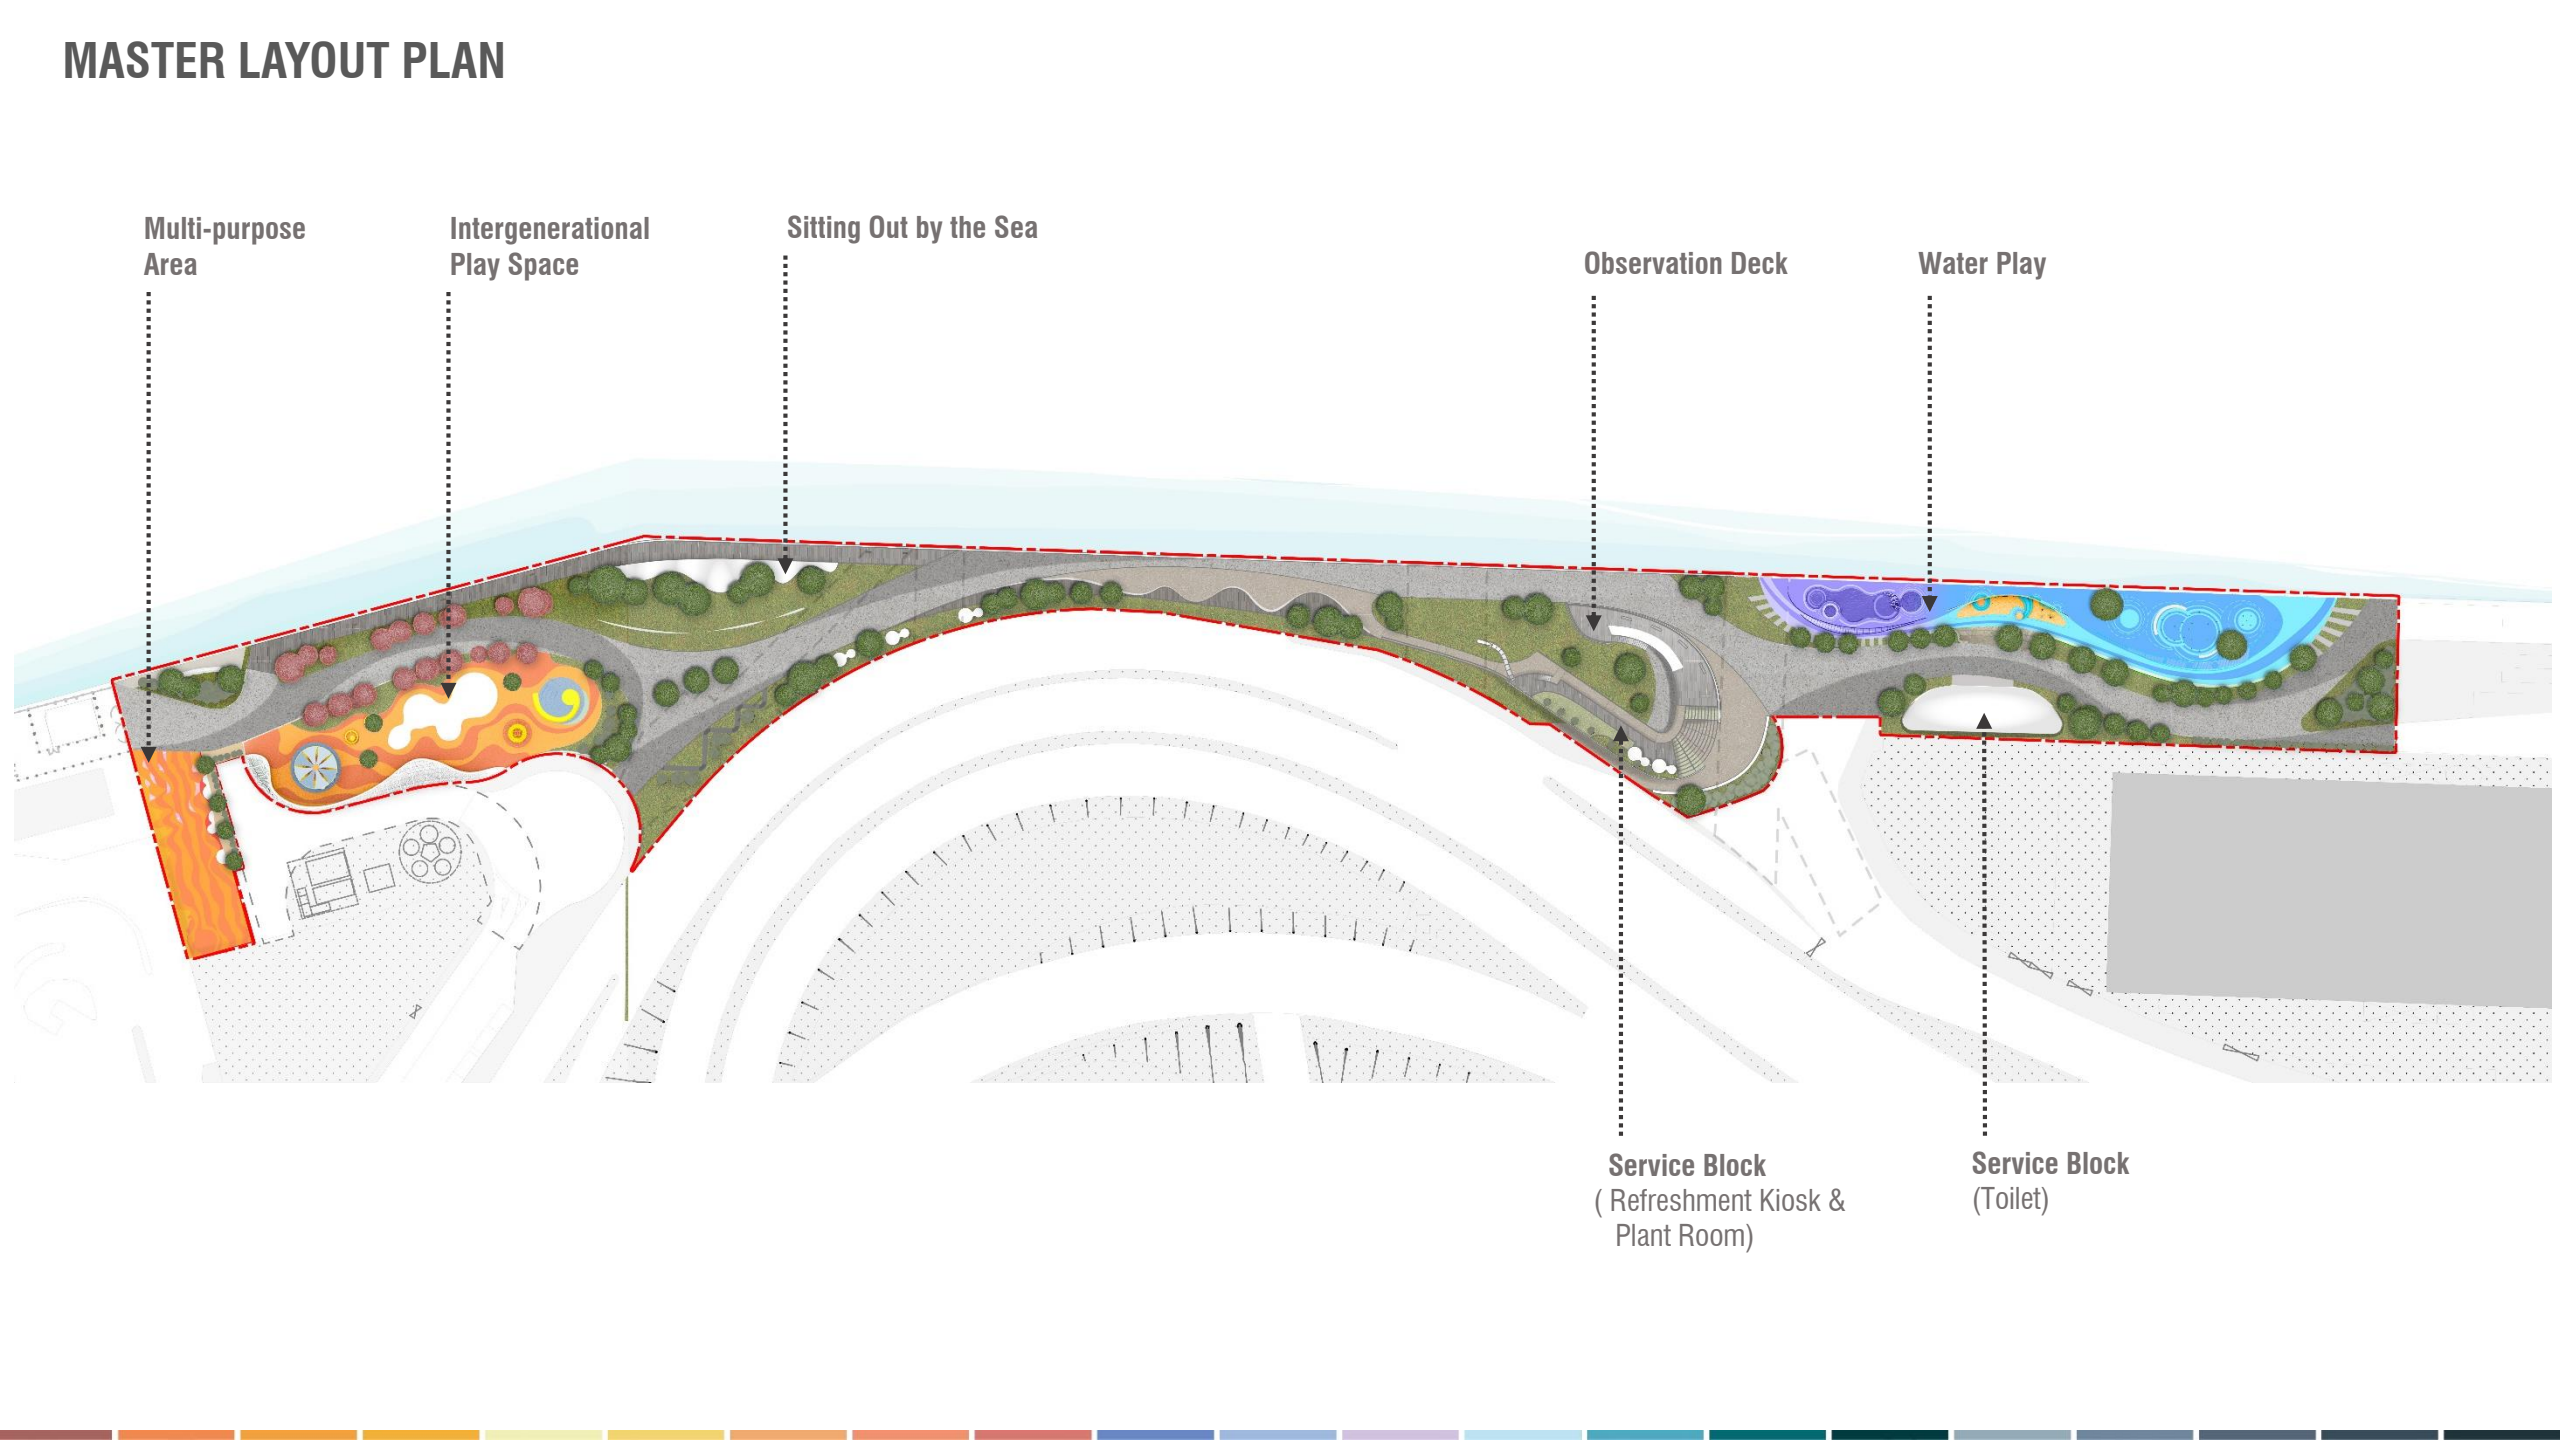 MASTER LAYOUT PLAN
Multi-purpose
Area
Intergenerational
Play Space
Sitting Out by the Sea
Observation Deck
Water Play
Service Block
( Refreshment Kiosk &
Plant Room)
Service Block
(Toilet)